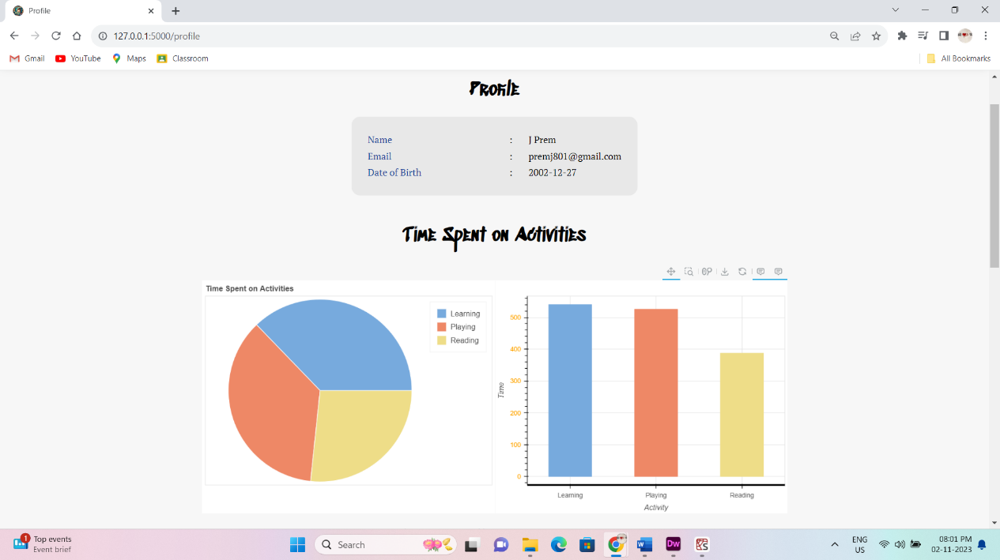 Profile
127.0.0.1:5000/profile
Gmail YouTube Maps Classroom All Bookmarks
Profile
Name : J Prem
Email : premj801@gmail.com
Date of Birth : 2002-12-27
Time Spent on Activities
Time Spent on Activities
Learning
Playing
Reading
500
400
300
200
100
0
Time
Learning Playing Reading
Activity
1
Top events
Event brief
Search
Dw
ENG
US
08:01 PM
02-11-2023